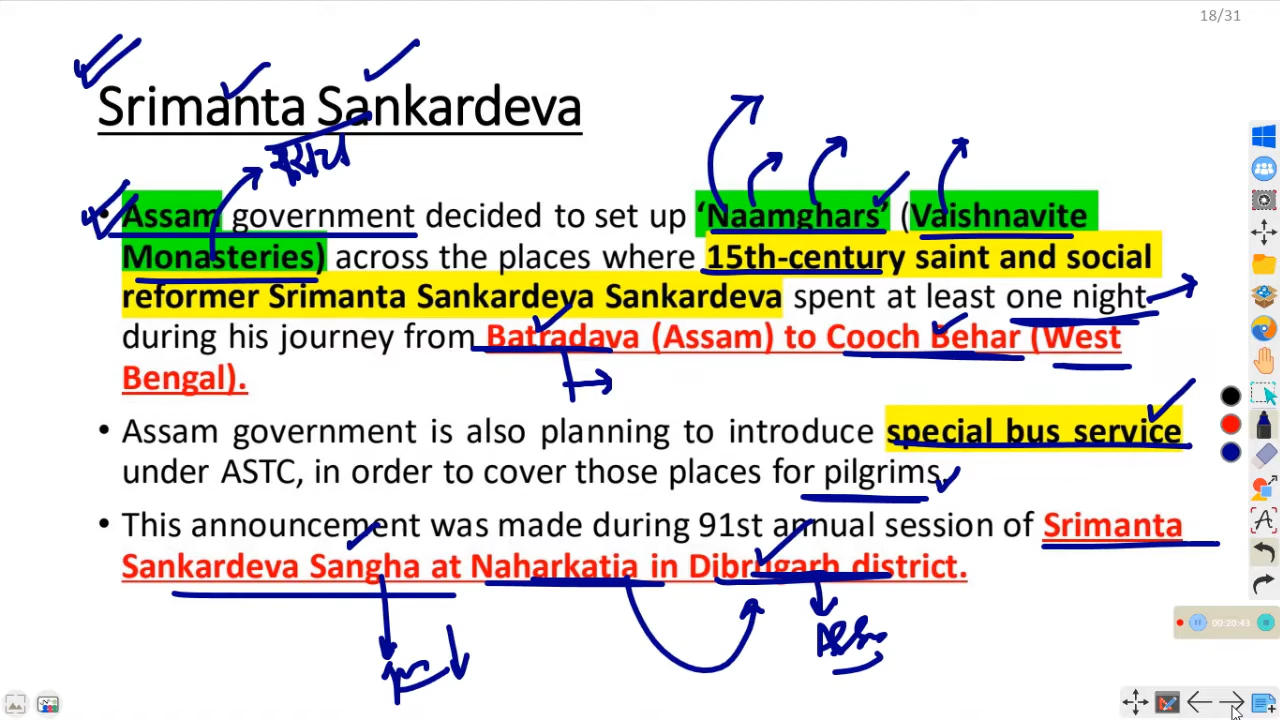 18/31
Srimanta Sankardeva
• Assam government decided to set up ‘Naamghars’ (Vaishnavite
Monasteries) across the places where 15th-century saint and social
reformer Srimanta Sankardeva Sankardeva spent at least one night
during his journey from Batradava (Assam) to Cooch Behar (West
Bengal).
• Assam government is also planning to introduce special bus service
under ASTC, in order to cover those places for pilgrims.
• This announcement was made during 91st annual session of Srimanta
Sankardeva Sangha at Naharkatia in Dibrugarh district.
00:20:43